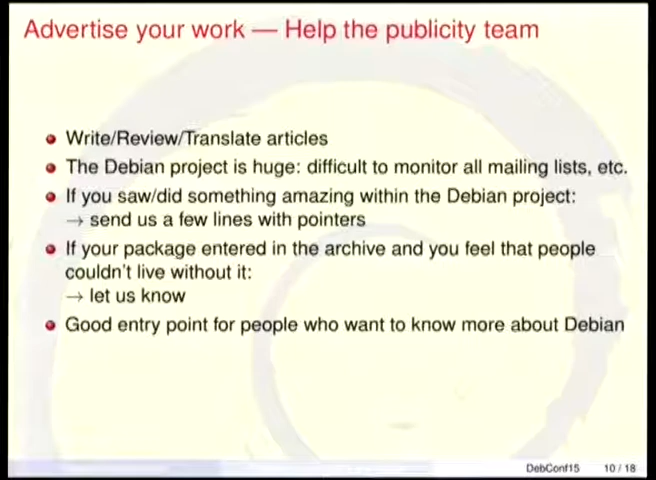 Advertise your work — Help the publicity team
Write/Review/Translate articles
The Debian project is huge: difficult to monitor all mailing lists, etc.
If you saw/did something amazing within the Debian project:
→ send us a few lines with pointers
If your package entered in the archive and you feel that people
couldn't live without it:
→ let us know
Good entry point for people who want to know more about Debian
DebConf15 10 / 18